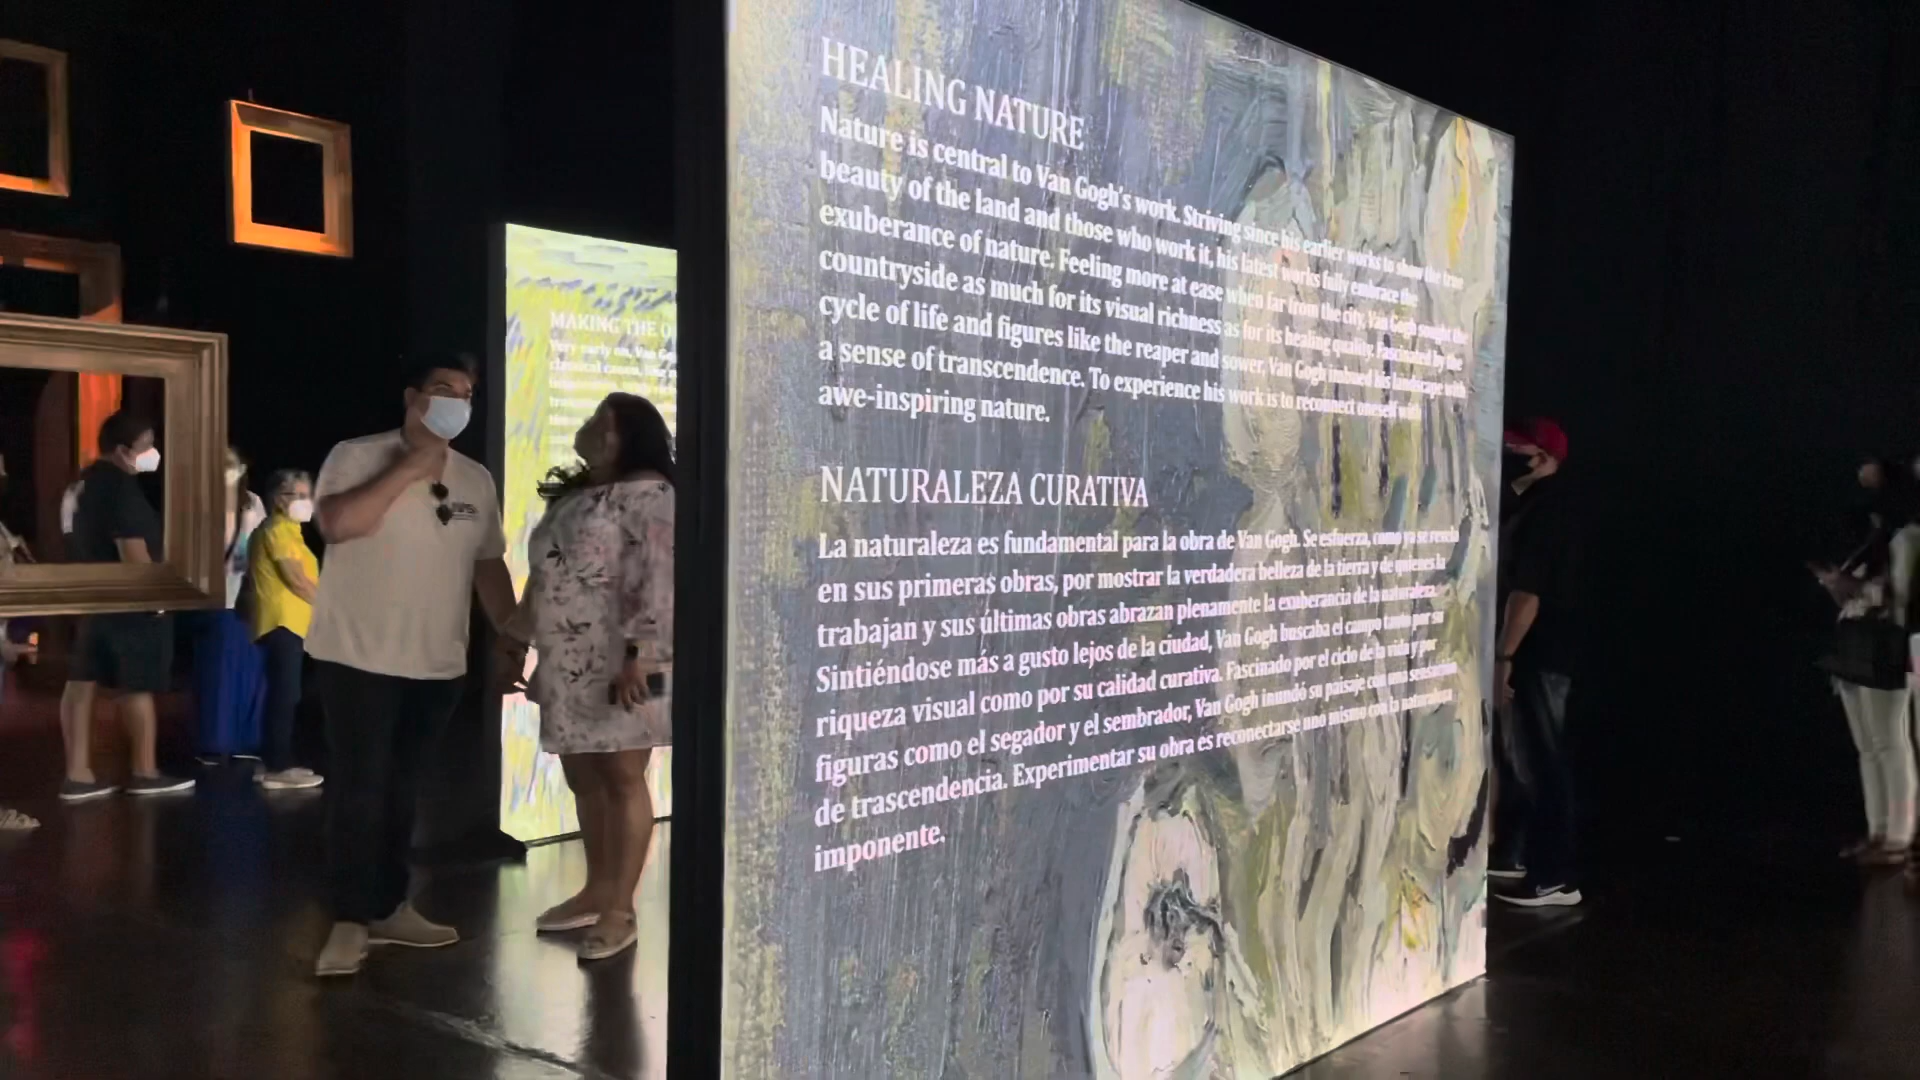 HEALING NATURE
Nature is central to Van Gogh's work. Striving since his earlier works to show the true
beauty of the land and those who work it, his latest works fully embrace the
exuberance of nature. Feeling more at ease when far from the city, Van Gogh sought the
countryside as much for its visual richness as for its healing quality. Fascinated by the
cycle of life and figures like the reaper and sower, Van Gogh imbued his landscape with
a sense of transcendence. To experience his work is to reconnect oneself with
awe-inspiring nature.
NATURALEZA CURATIVA
La naturaleza es fundamental para la obra de Van Gogh. Se esfuerza, como ya se reveló
en sus primeras obras, por mostrar la verdadera belleza de la tierra y de quienes la
trabajan y sus últimas obras abrazan plenamente la exuberancia de la naturaleza.
Sintiéndose más a gusto lejos de la ciudad, Van Gogh buscaba el campo tanto por su
riqueza visual como por su calidad curativa. Fascinado por el ciclo de la vida y por
figuras como el segador y el sembrador, Van Gogh inundó su paisaje con una sensación
de trascendencia. Experimentar su obra es reconectarse uno mismo con la naturaleza
imponente.
MAKING THE O
Very early on, Van Gog